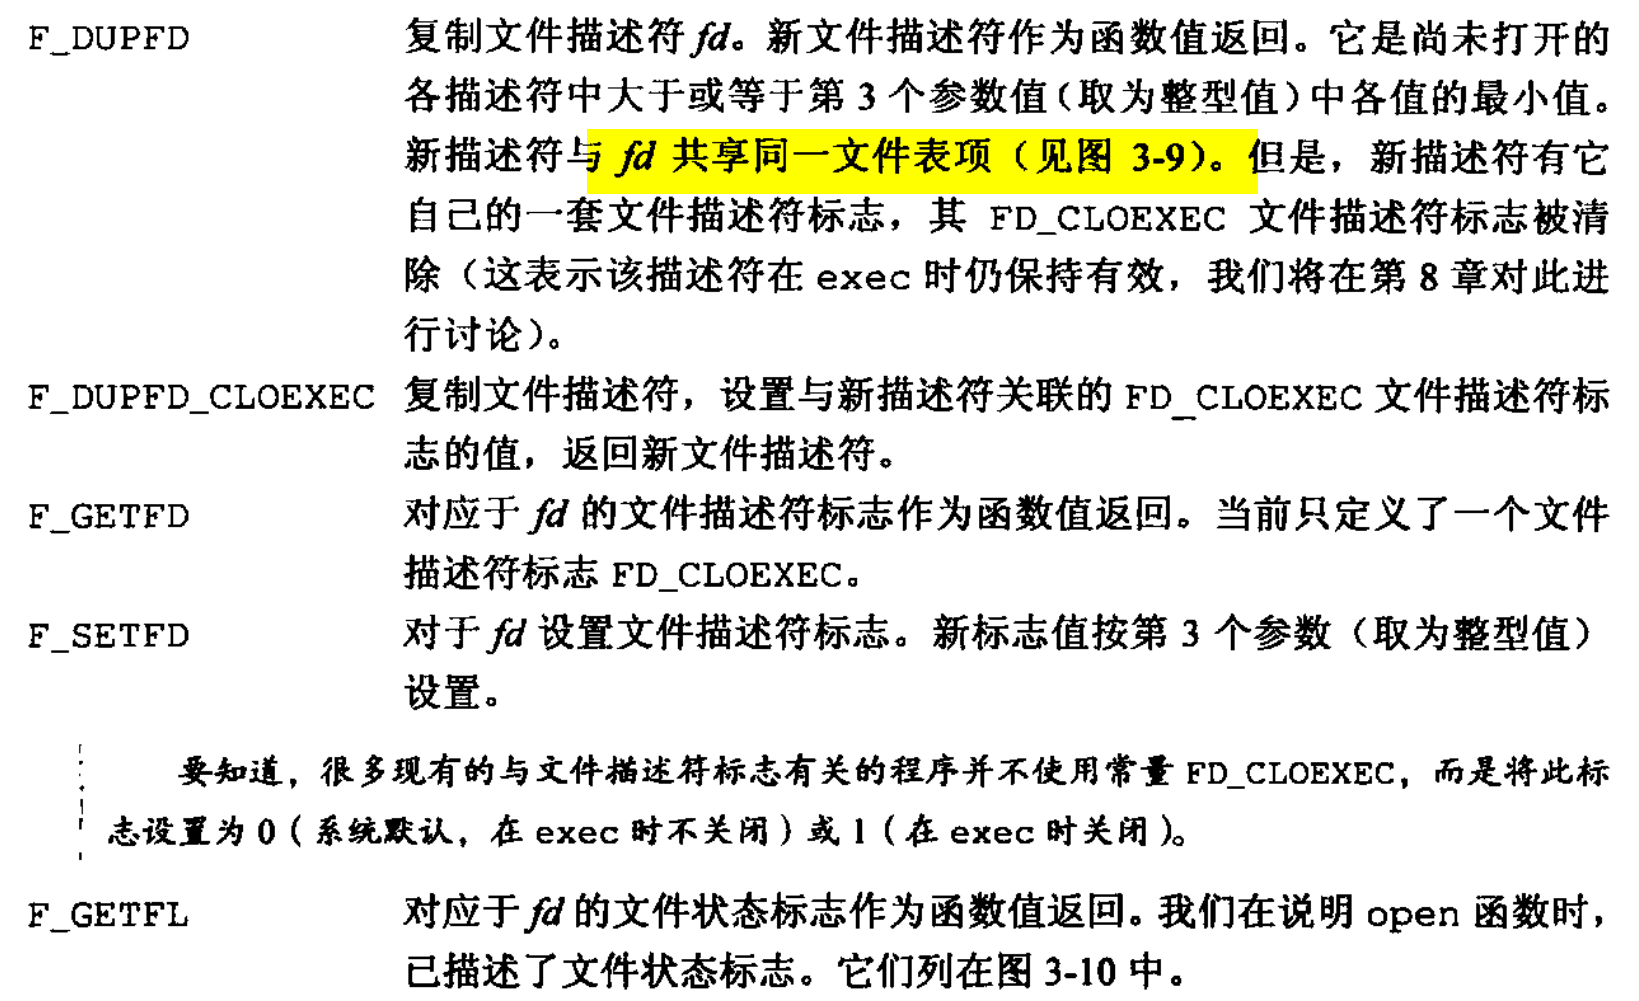 F_DUPFD 复制文件描述符 fd。新文件描述符作为函数值返回。它是尚未打开的
各描述符中大于或等于第 3 个参数值（取为整型值）中各值的最小值。
新描述符与 fd 共享同一文件表项（见图 3-9）。但是，新描述符有它
自己的一套文件描述符标志，其 FD_CLOEXEC 文件描述符标志被清
除（这表示该描述符在 exec 时仍保持有效，我们将在第 8 章对此进
行讨论）。
F_DUPFD_CLOEXEC 复制文件描述符，设置与新描述符关联的 FD_CLOEXEC 文件描述符标
志的值，返回新文件描述符。
F_GETFD 对应于 fd 的文件描述符标志作为函数值返回。当前只定义了一个文件
描述符标志 FD_CLOEXEC。
F_SETFD 对于 fd 设置文件描述符标志。新标志值按第 3 个参数（取为整型值）
设置。
要知道，很多现有的与文件描述符标志有关的程序并不使用常量 FD_CLOEXEC，而是将此标
志设置为 0（系统默认，在 exec 时不关闭）或 1（在 exec 时关闭）。
F_GETFL 对应于 fd 的文件状态标志作为函数值返回。我们在说明 open 函数时，
已描述了文件状态标志。它们列在图 3-10 中。